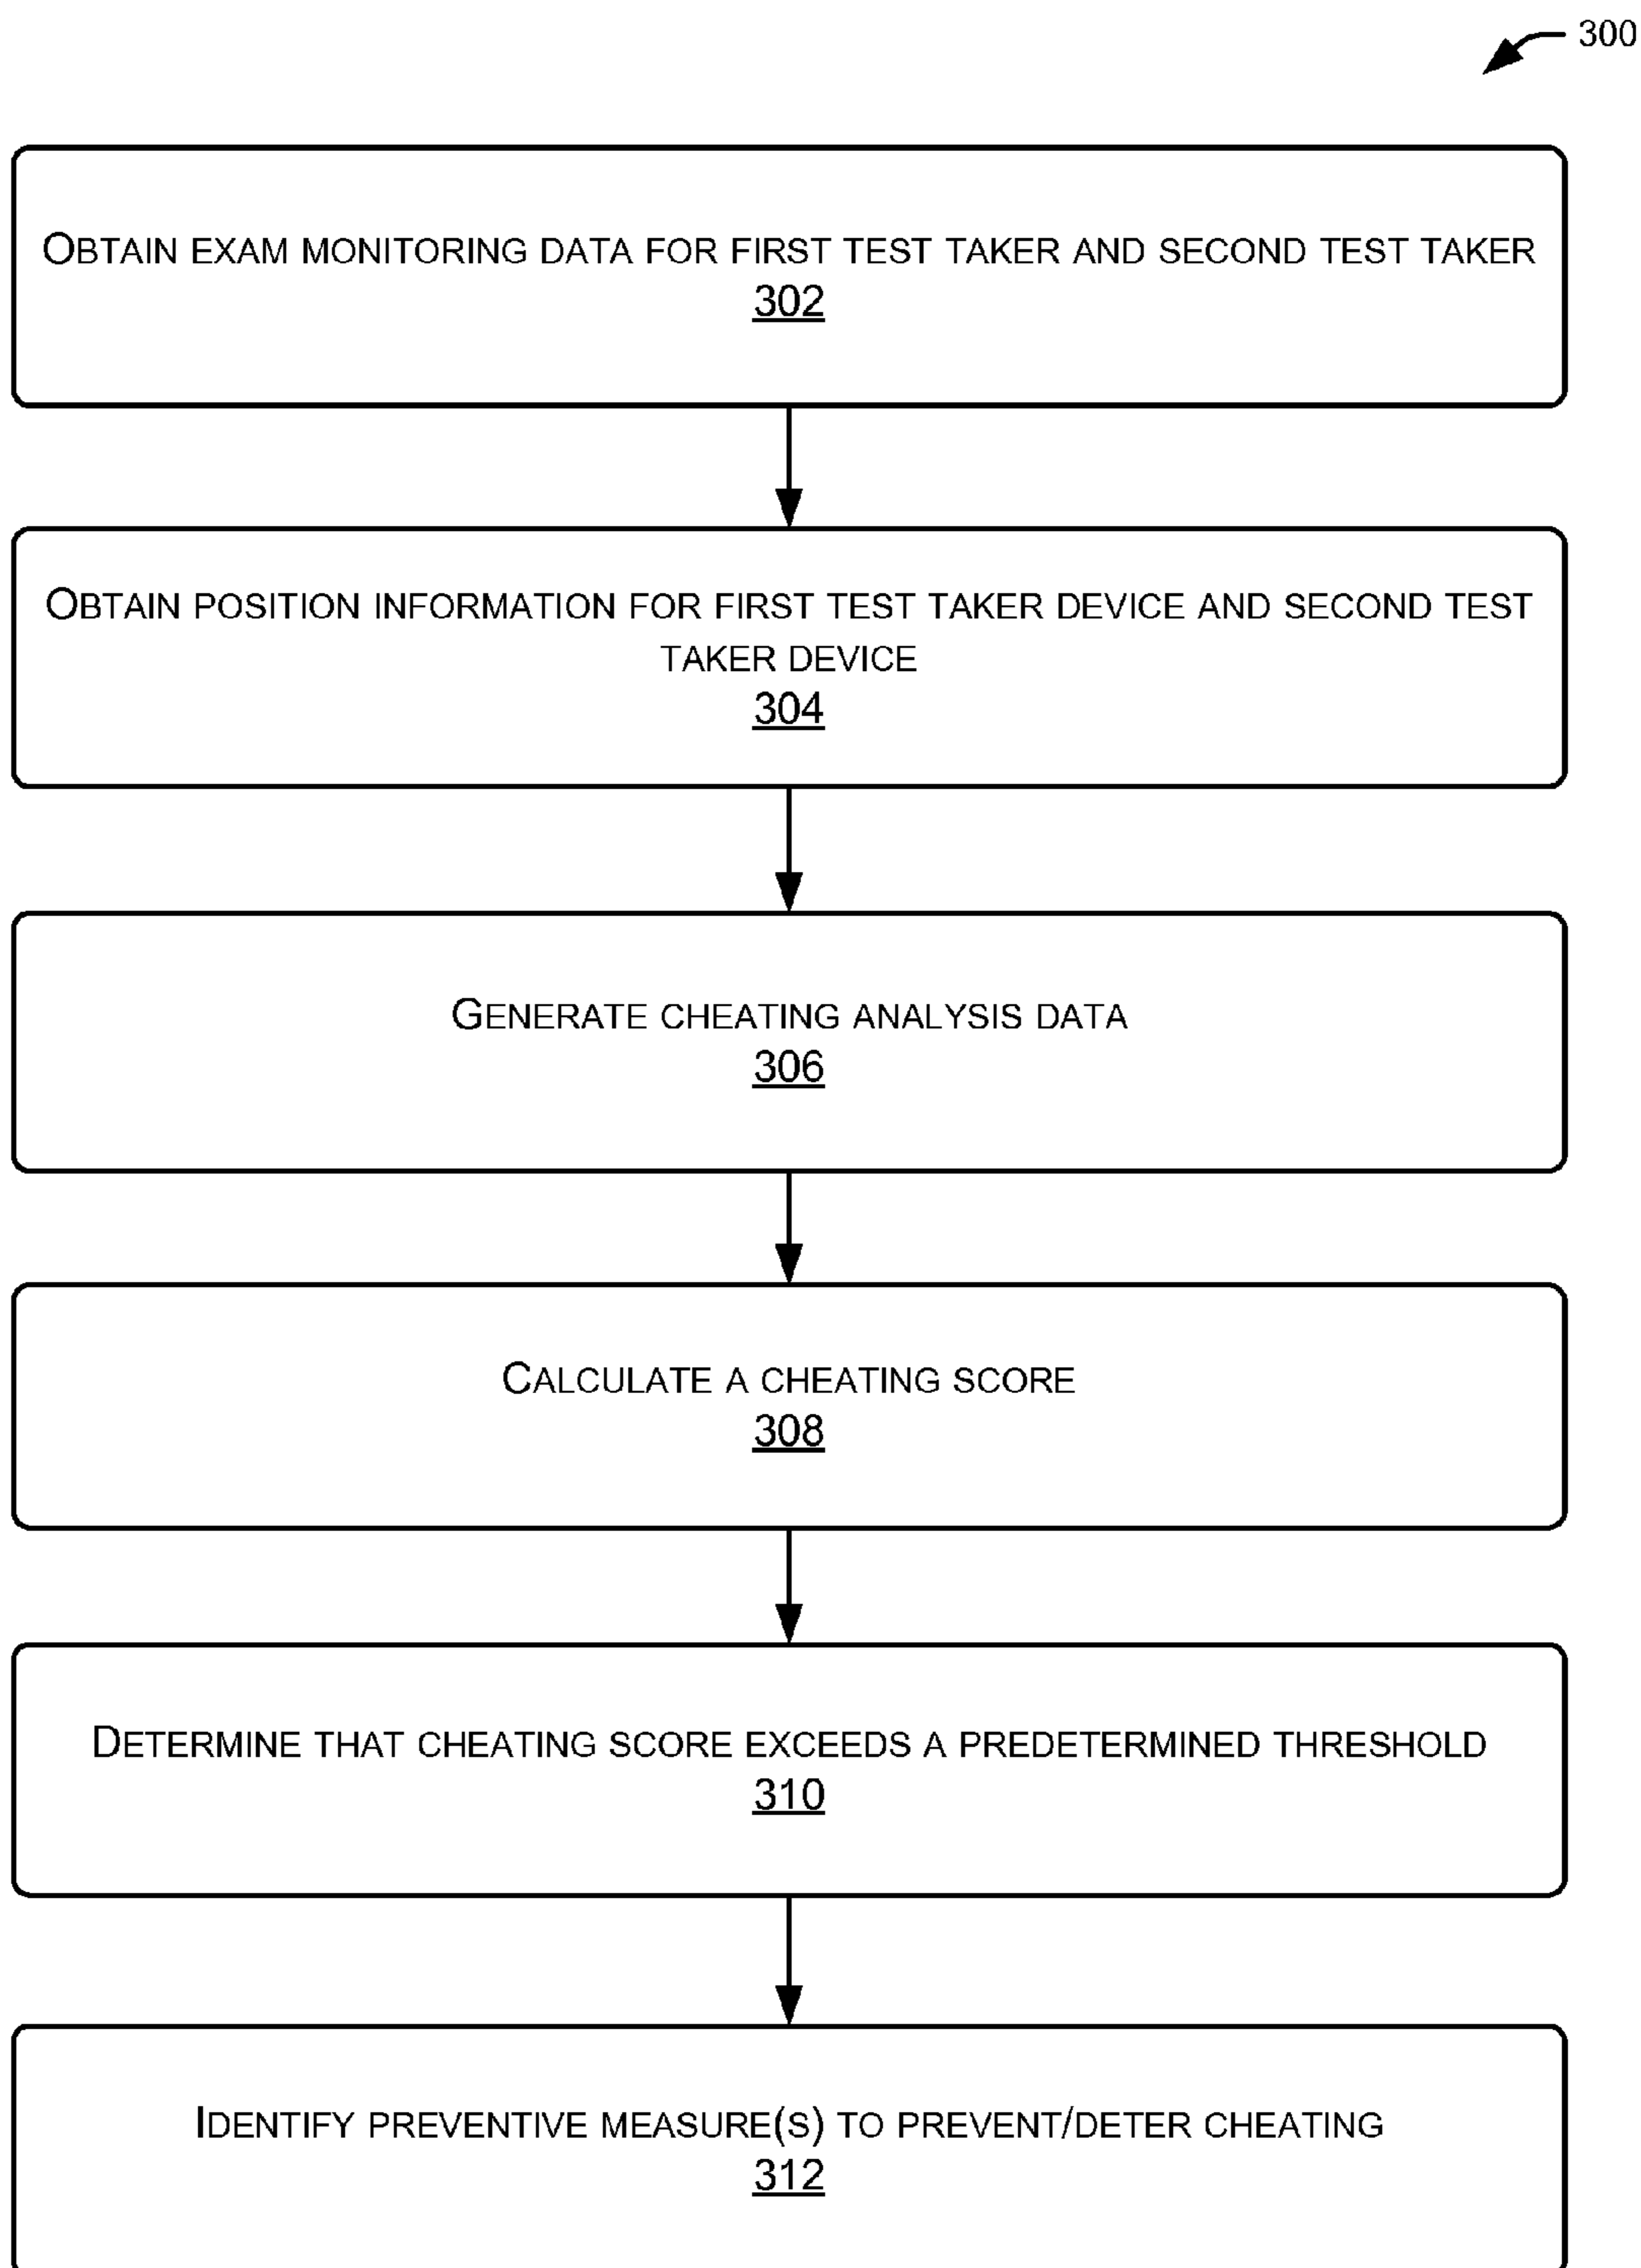 300
OBTAIN EXAM MONITORING DATA FOR FIRST TEST TAKER AND SECOND TEST TAKER
302
OBTAIN POSITION INFORMATION FOR FIRST TEST TAKER DEVICE AND SECOND TEST
TAKER DEVICE
304
GENERATE CHEATING ANALYSIS DATA
306
CALCULATE A CHEATING SCORE
308
DETERMINE THAT CHEATING SCORE EXCEEDS A PREDETERMINED THRESHOLD
310
IDENTIFY PREVENTIVE MEASURE(S) TO PREVENT/DETER CHEATING
312